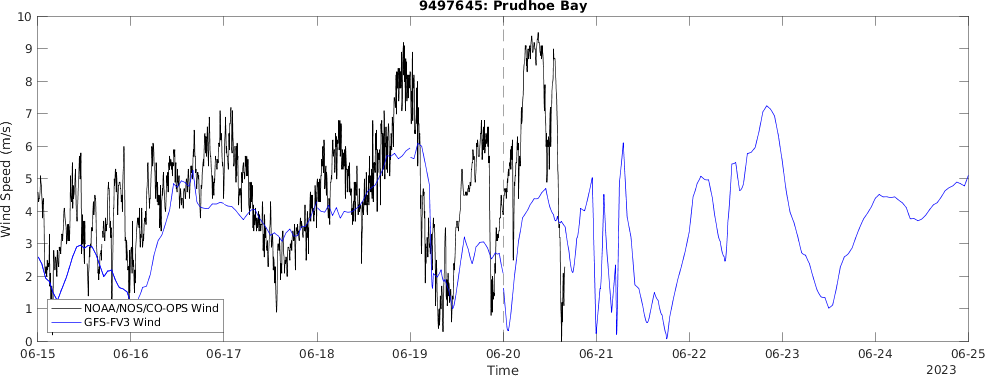 9497645: Prudhoe Bay
10
9
8
7
6
5
4
3
2
1
0
Wind Speed (m/s)
NOAA/NOS/CO-OPS Wind
GFS-FV3 Wind
06-15 06-16 06-17 06-18 06-19 06-20 06-21 06-22 06-23 06-24 06-25
Time
2023